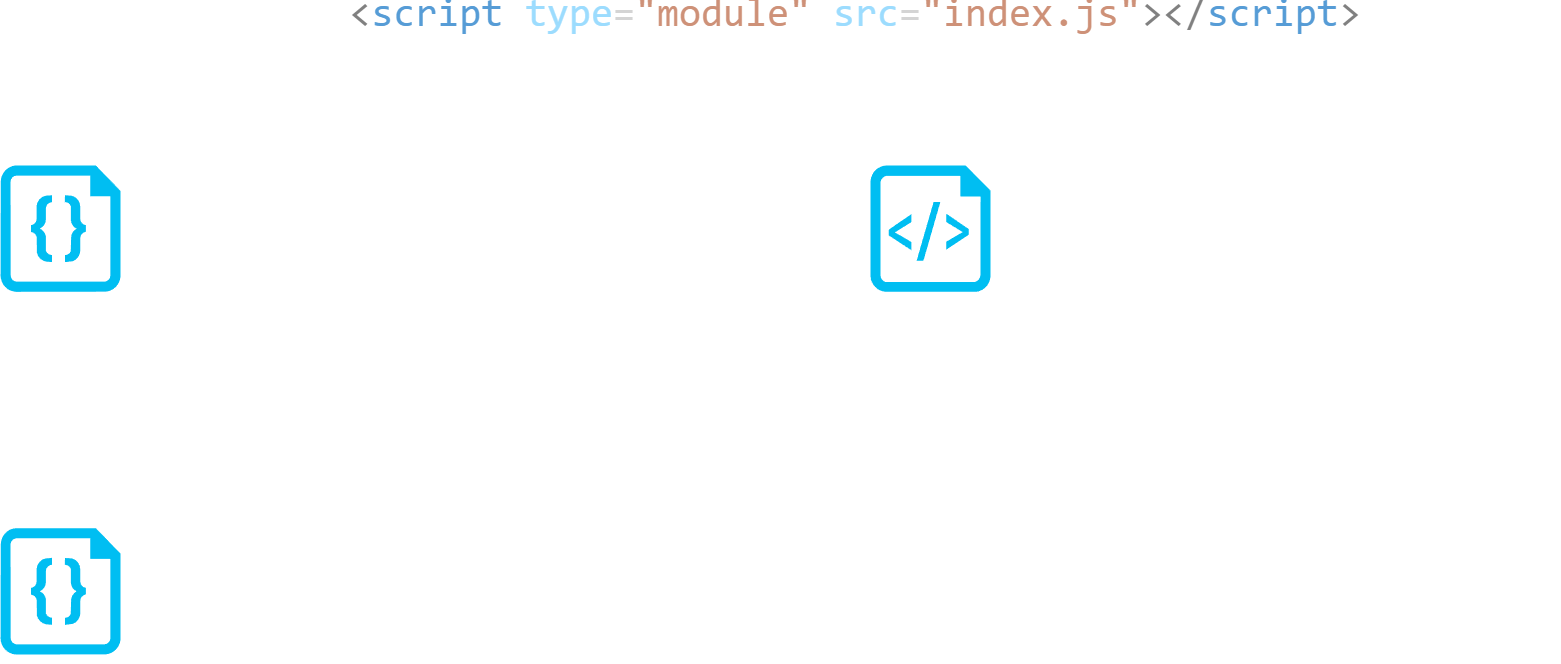 <script type="module" src="index.js"></script>
{ }
</>
{ }